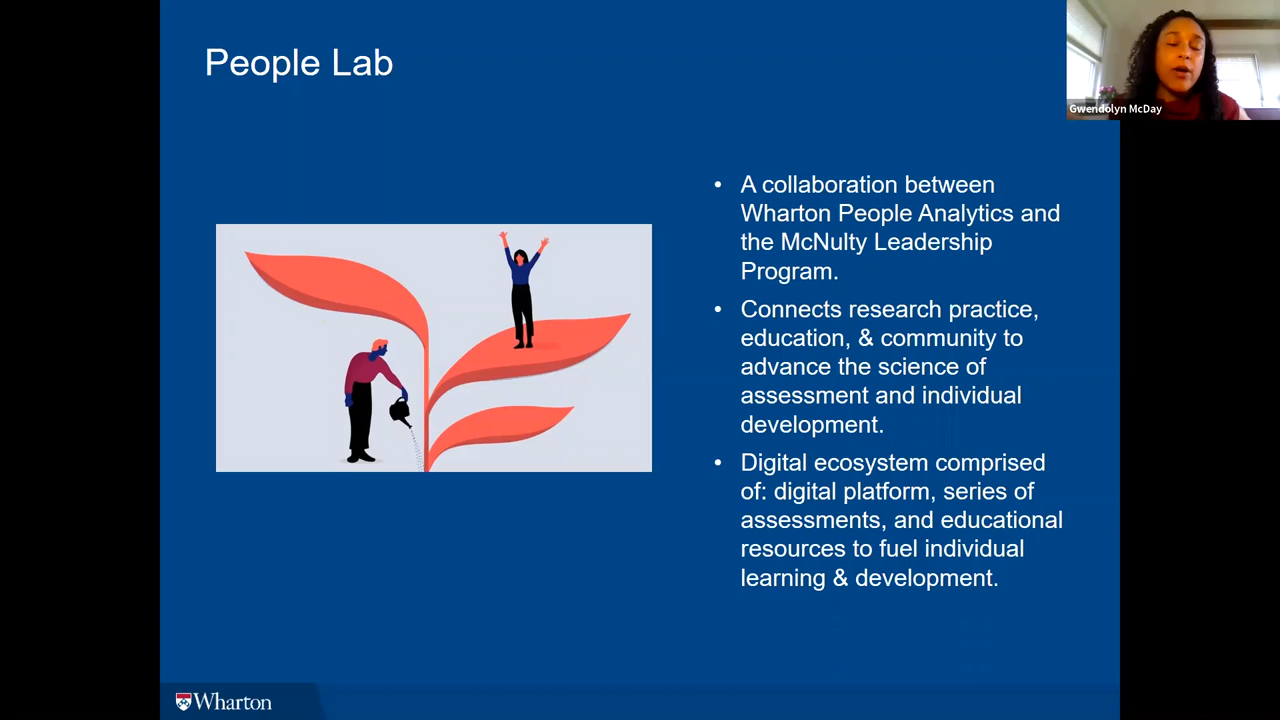 People Lab
Gwendolyn McDay
• A collaboration between
Wharton People Analytics and
the McNulty Leadership
Program.
• Connects research practice,
education, & community to
advance the science of
assessment and individual
development.
• Digital ecosystem comprised
of: digital platform, series of
assessments, and educational
resources to fuel individual
learning & development.
Wharton